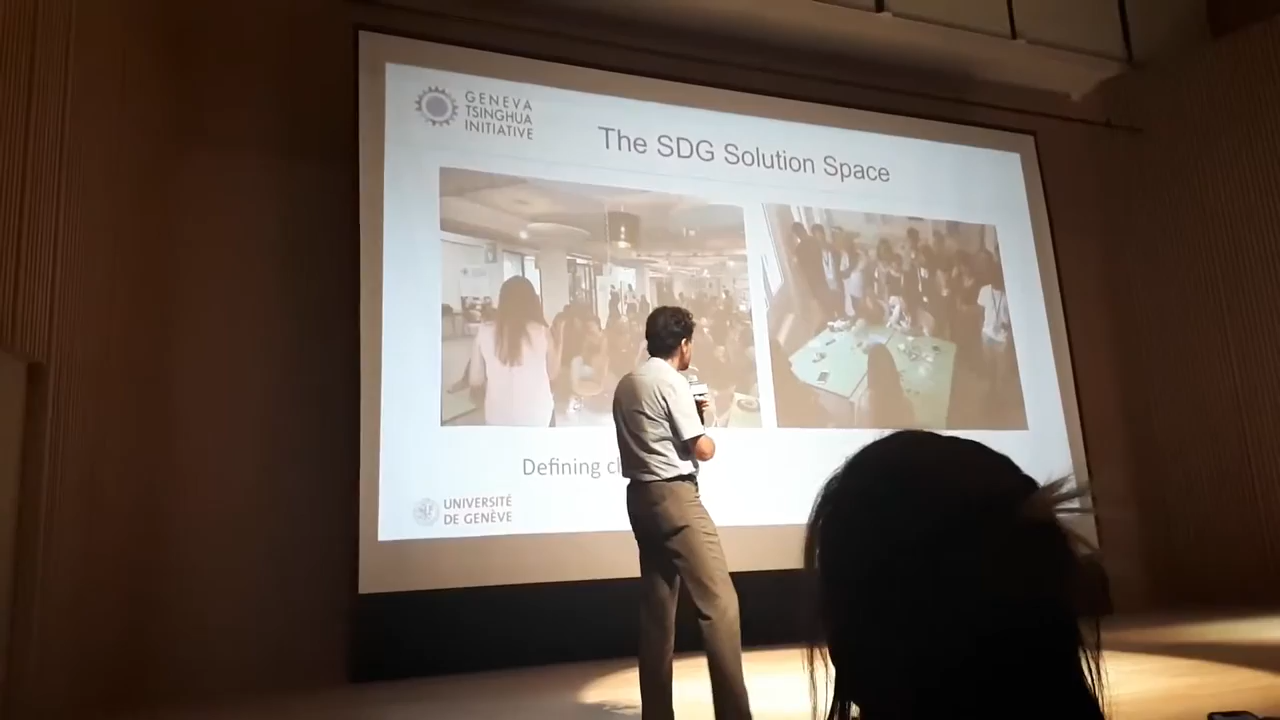 GENEVA
TSINGHUA
INITIATIVE
The SDG Solution Space
Defining
UNIVERSITÉ
DE GENÈVE